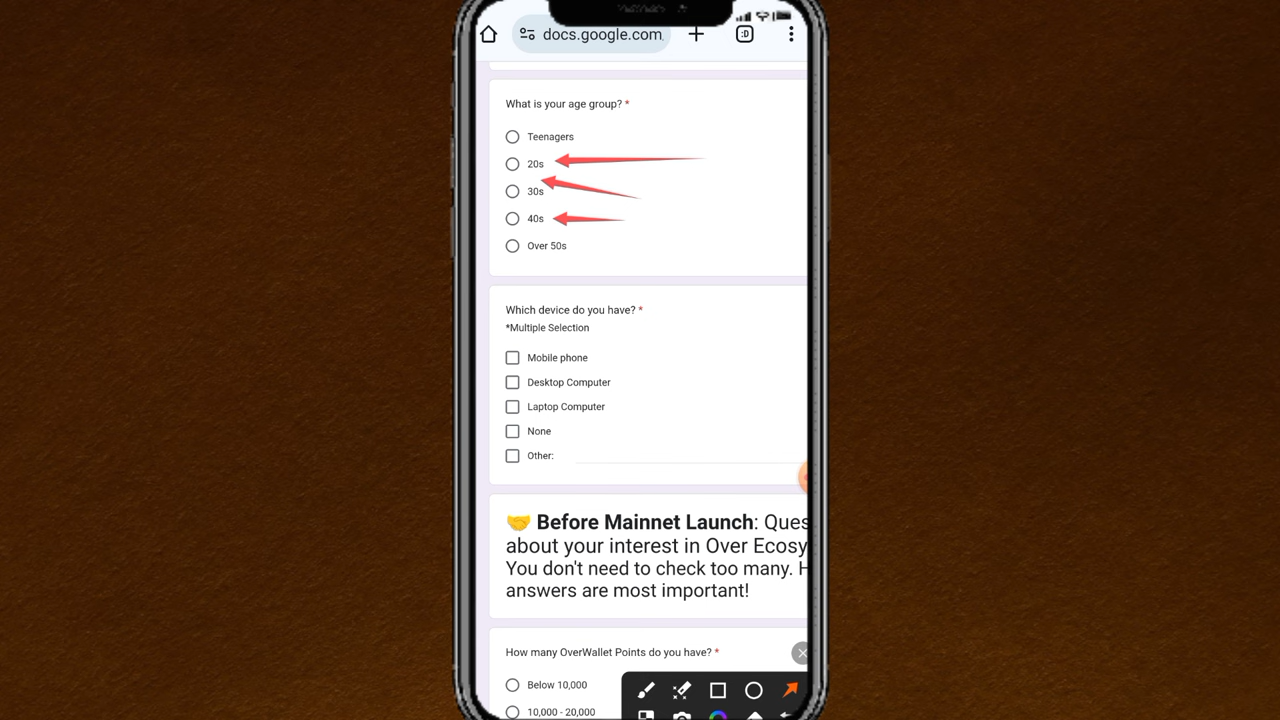 docs.google.com
:D
What is your age group? *
Teenagers
20s
30s
40s
Over 50s
Which device do you have? *
*Multiple Selection
Mobile phone
Desktop Computer
Laptop Computer
None
Other:
🤝 Before Mainnet Launch: Ques
about your interest in Over Ecosy
You don't need to check too many. H
answers are most important!
How many OverWallet Points do you have? *
Below 10,000
10,000 - 20,000